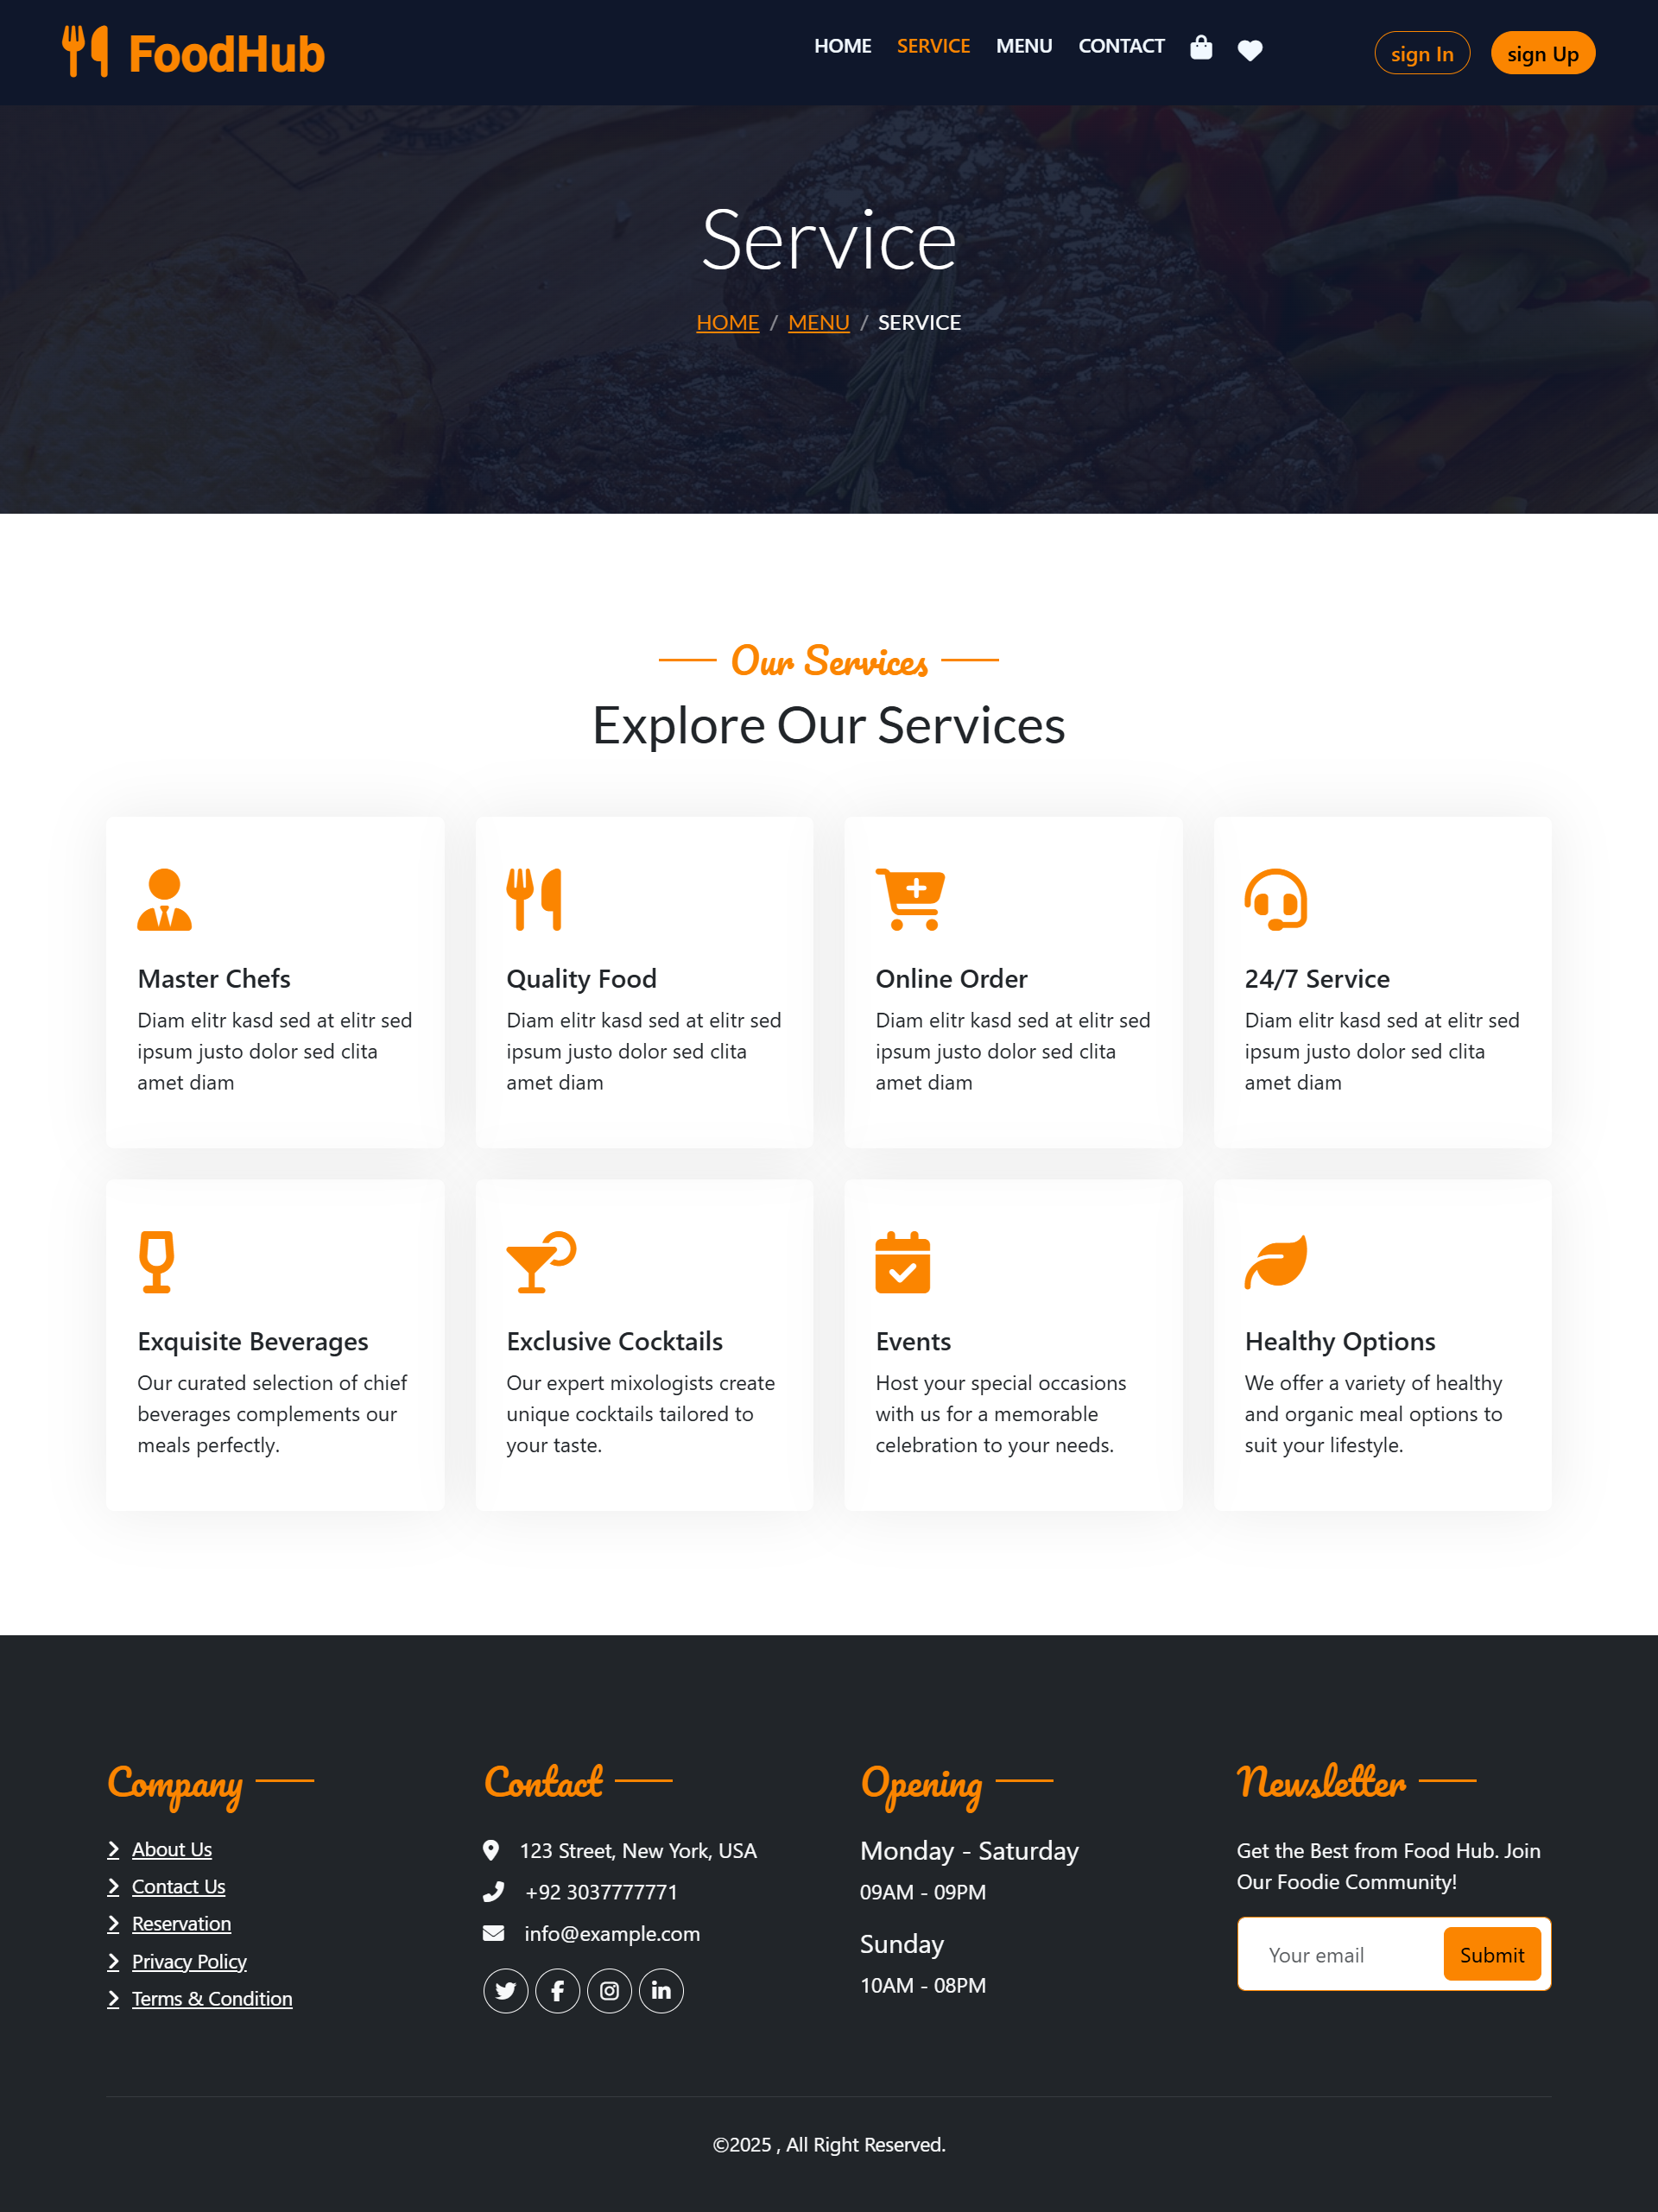 FoodHub
HOME SERVICE MENU CONTACT
sign In sign Up
Service
HOME / MENU / SERVICE
Our Services
Explore Our Services
Master Chefs
Diam elitr kasd sed at elitr sed
ipsum justo dolor sed clita
amet diam
Quality Food
Diam elitr kasd sed at elitr sed
ipsum justo dolor sed clita
amet diam
Online Order
Diam elitr kasd sed at elitr sed
ipsum justo dolor sed clita
amet diam
24/7 Service
Diam elitr kasd sed at elitr sed
ipsum justo dolor sed clita
amet diam
Exquisite Beverages
Our curated selection of chief
beverages complements our
meals perfectly.
Exclusive Cocktails
Our expert mixologists create
unique cocktails tailored to
your taste.
Events
Host your special occasions
with us for a memorable
celebration to your needs.
Healthy Options
We offer a variety of healthy
and organic meal options to
suit your lifestyle.
Company
About Us
Contact Us
Reservation
Privacy Policy
Terms & Condition
Contact
123 Street, New York, USA
+92 3037777771
info@example.com
Opening
Monday - Saturday
09AM - 09PM
Sunday
10AM - 08PM
Newsletter
Get the Best from Food Hub. Join
Our Foodie Community!
Your email
Submit
©2025 , All Right Reserved.